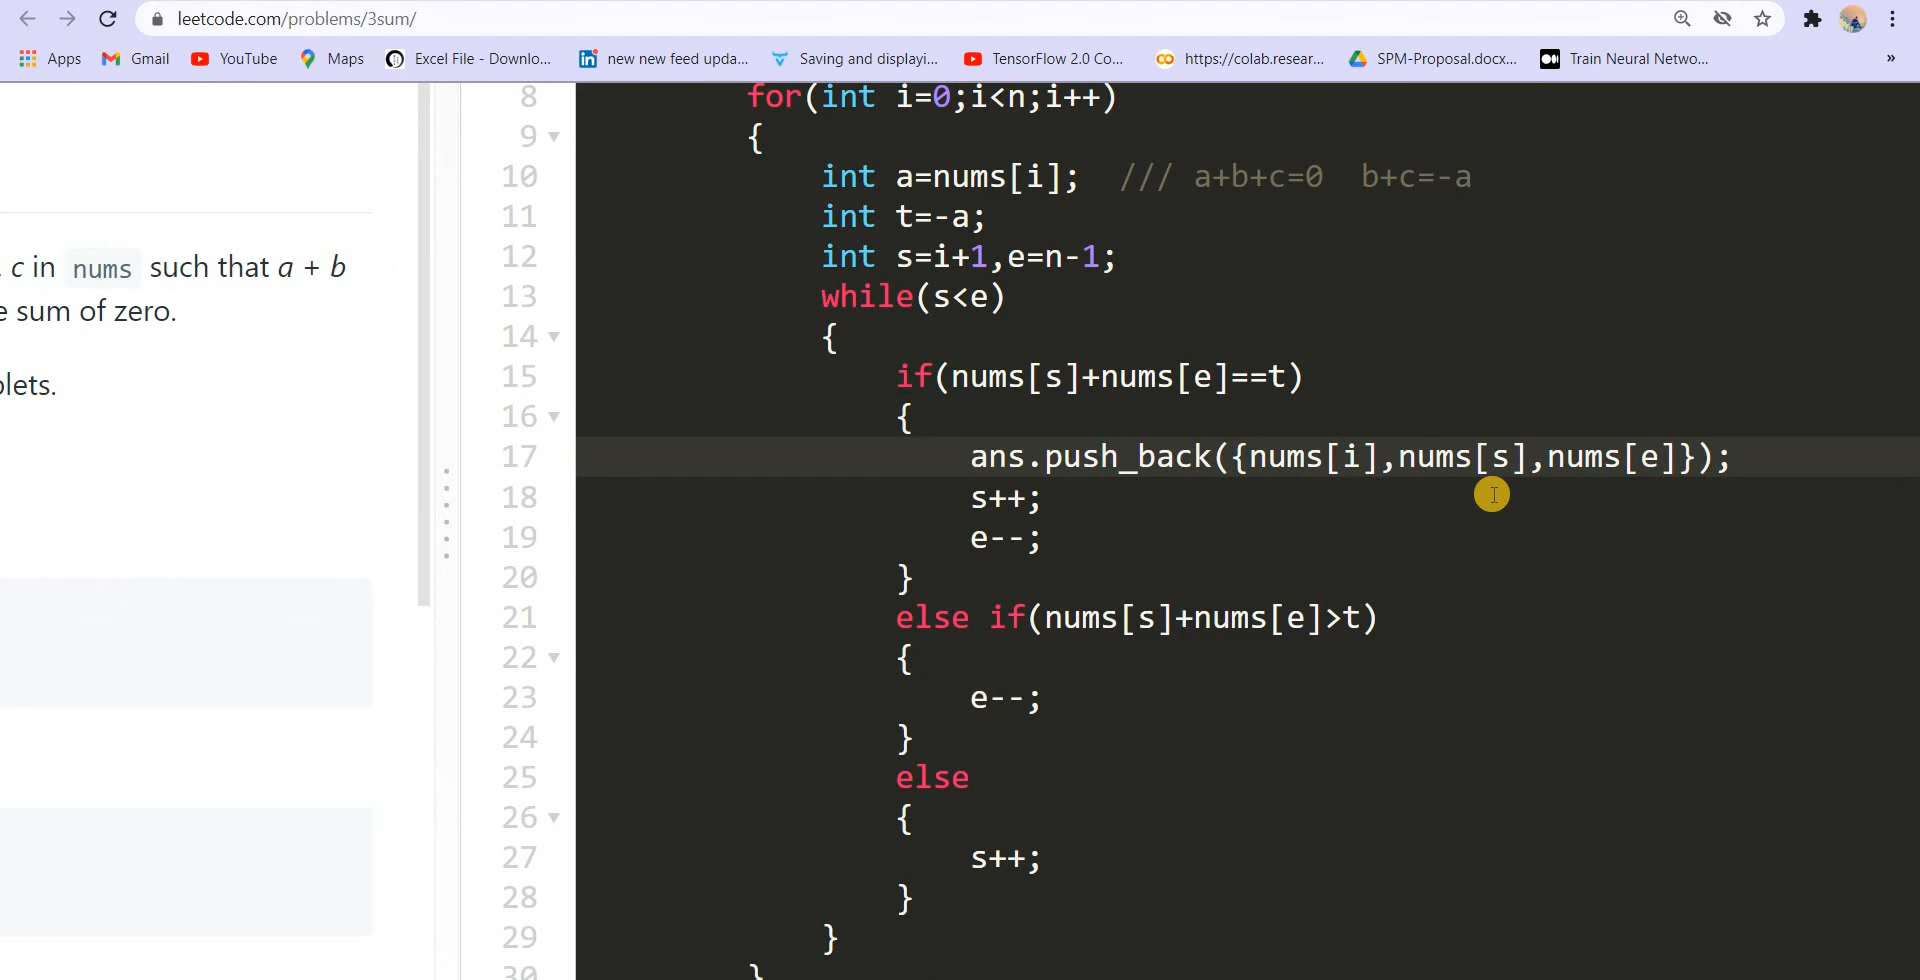 leetcode.com/problems/3sum/
Apps Gmail YouTube Maps Excel File - Downlo... new new feed upda... Saving and displayi... TensorFlow 2.0 Co... https://colab.resear... SPM-Proposal.docx... Train Neural Netwo... »
, c in nums such that a + b
e sum of zero.
plets.
8 for(int i=0;i<n;i++)
9 {
10 int a=nums[i]; /// a+b+c=0 b+c=-a
11 int t=-a;
12 int s=i+1,e=n-1;
13 while(s<e)
14 {
15 if(nums[s]+nums[e]==t)
16 {
17 ans.push_back({nums[i],nums[s],nums[e]});
18 s++;
19 e--;
20 }
21 else if(nums[s]+nums[e]>t)
22 {
23 e--;
24 }
25 else
26 {
27 s++;
28 }
29 }
30 }